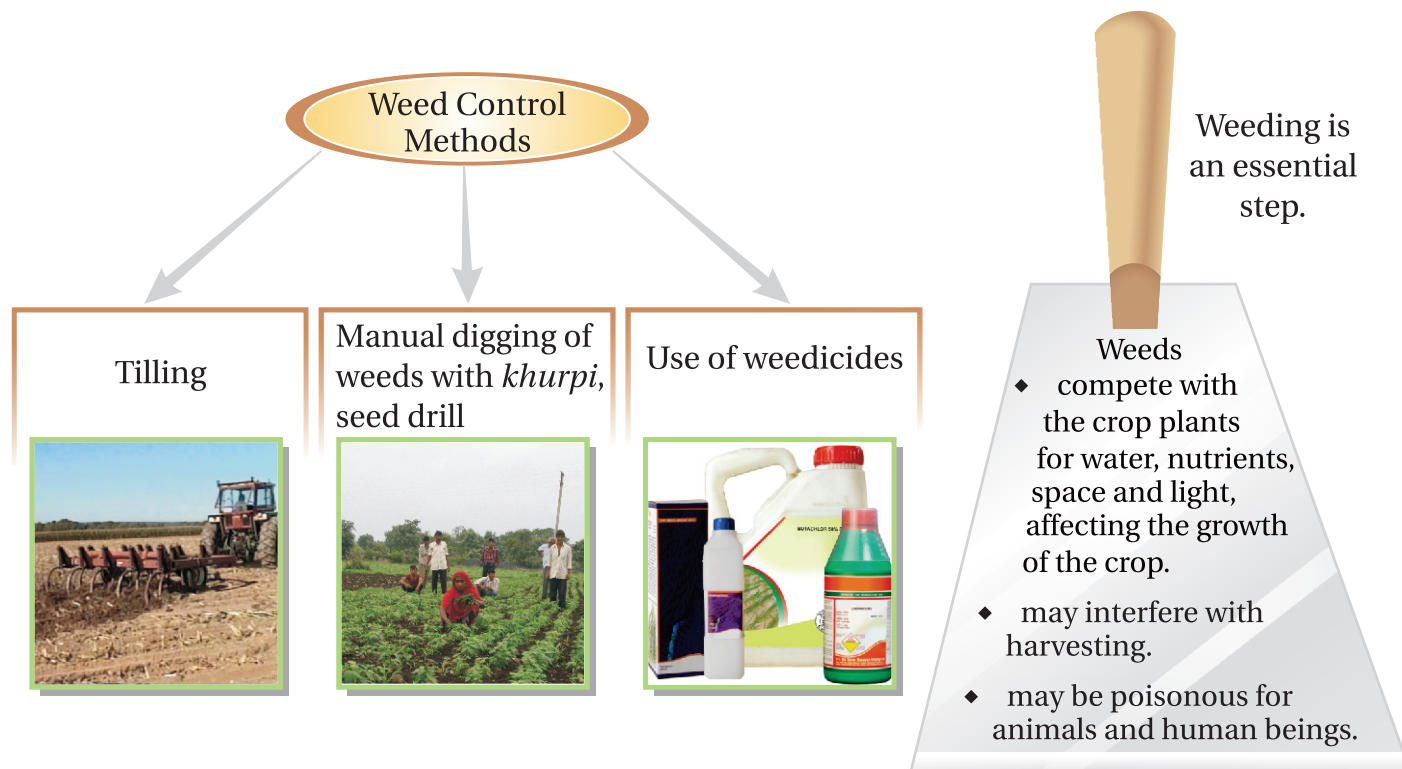 Weed Control
Methods
Tilling
Manual digging of
weeds with khurpi,
seed drill
Use of weedicides
Weeding is
an essential
step.
Weeds
◆ compete with
the crop plants
for water, nutrients,
space and light,
affecting the growth
of the crop.
◆ may interfere with
harvesting.
◆ may be poisonous for
animals and human beings.